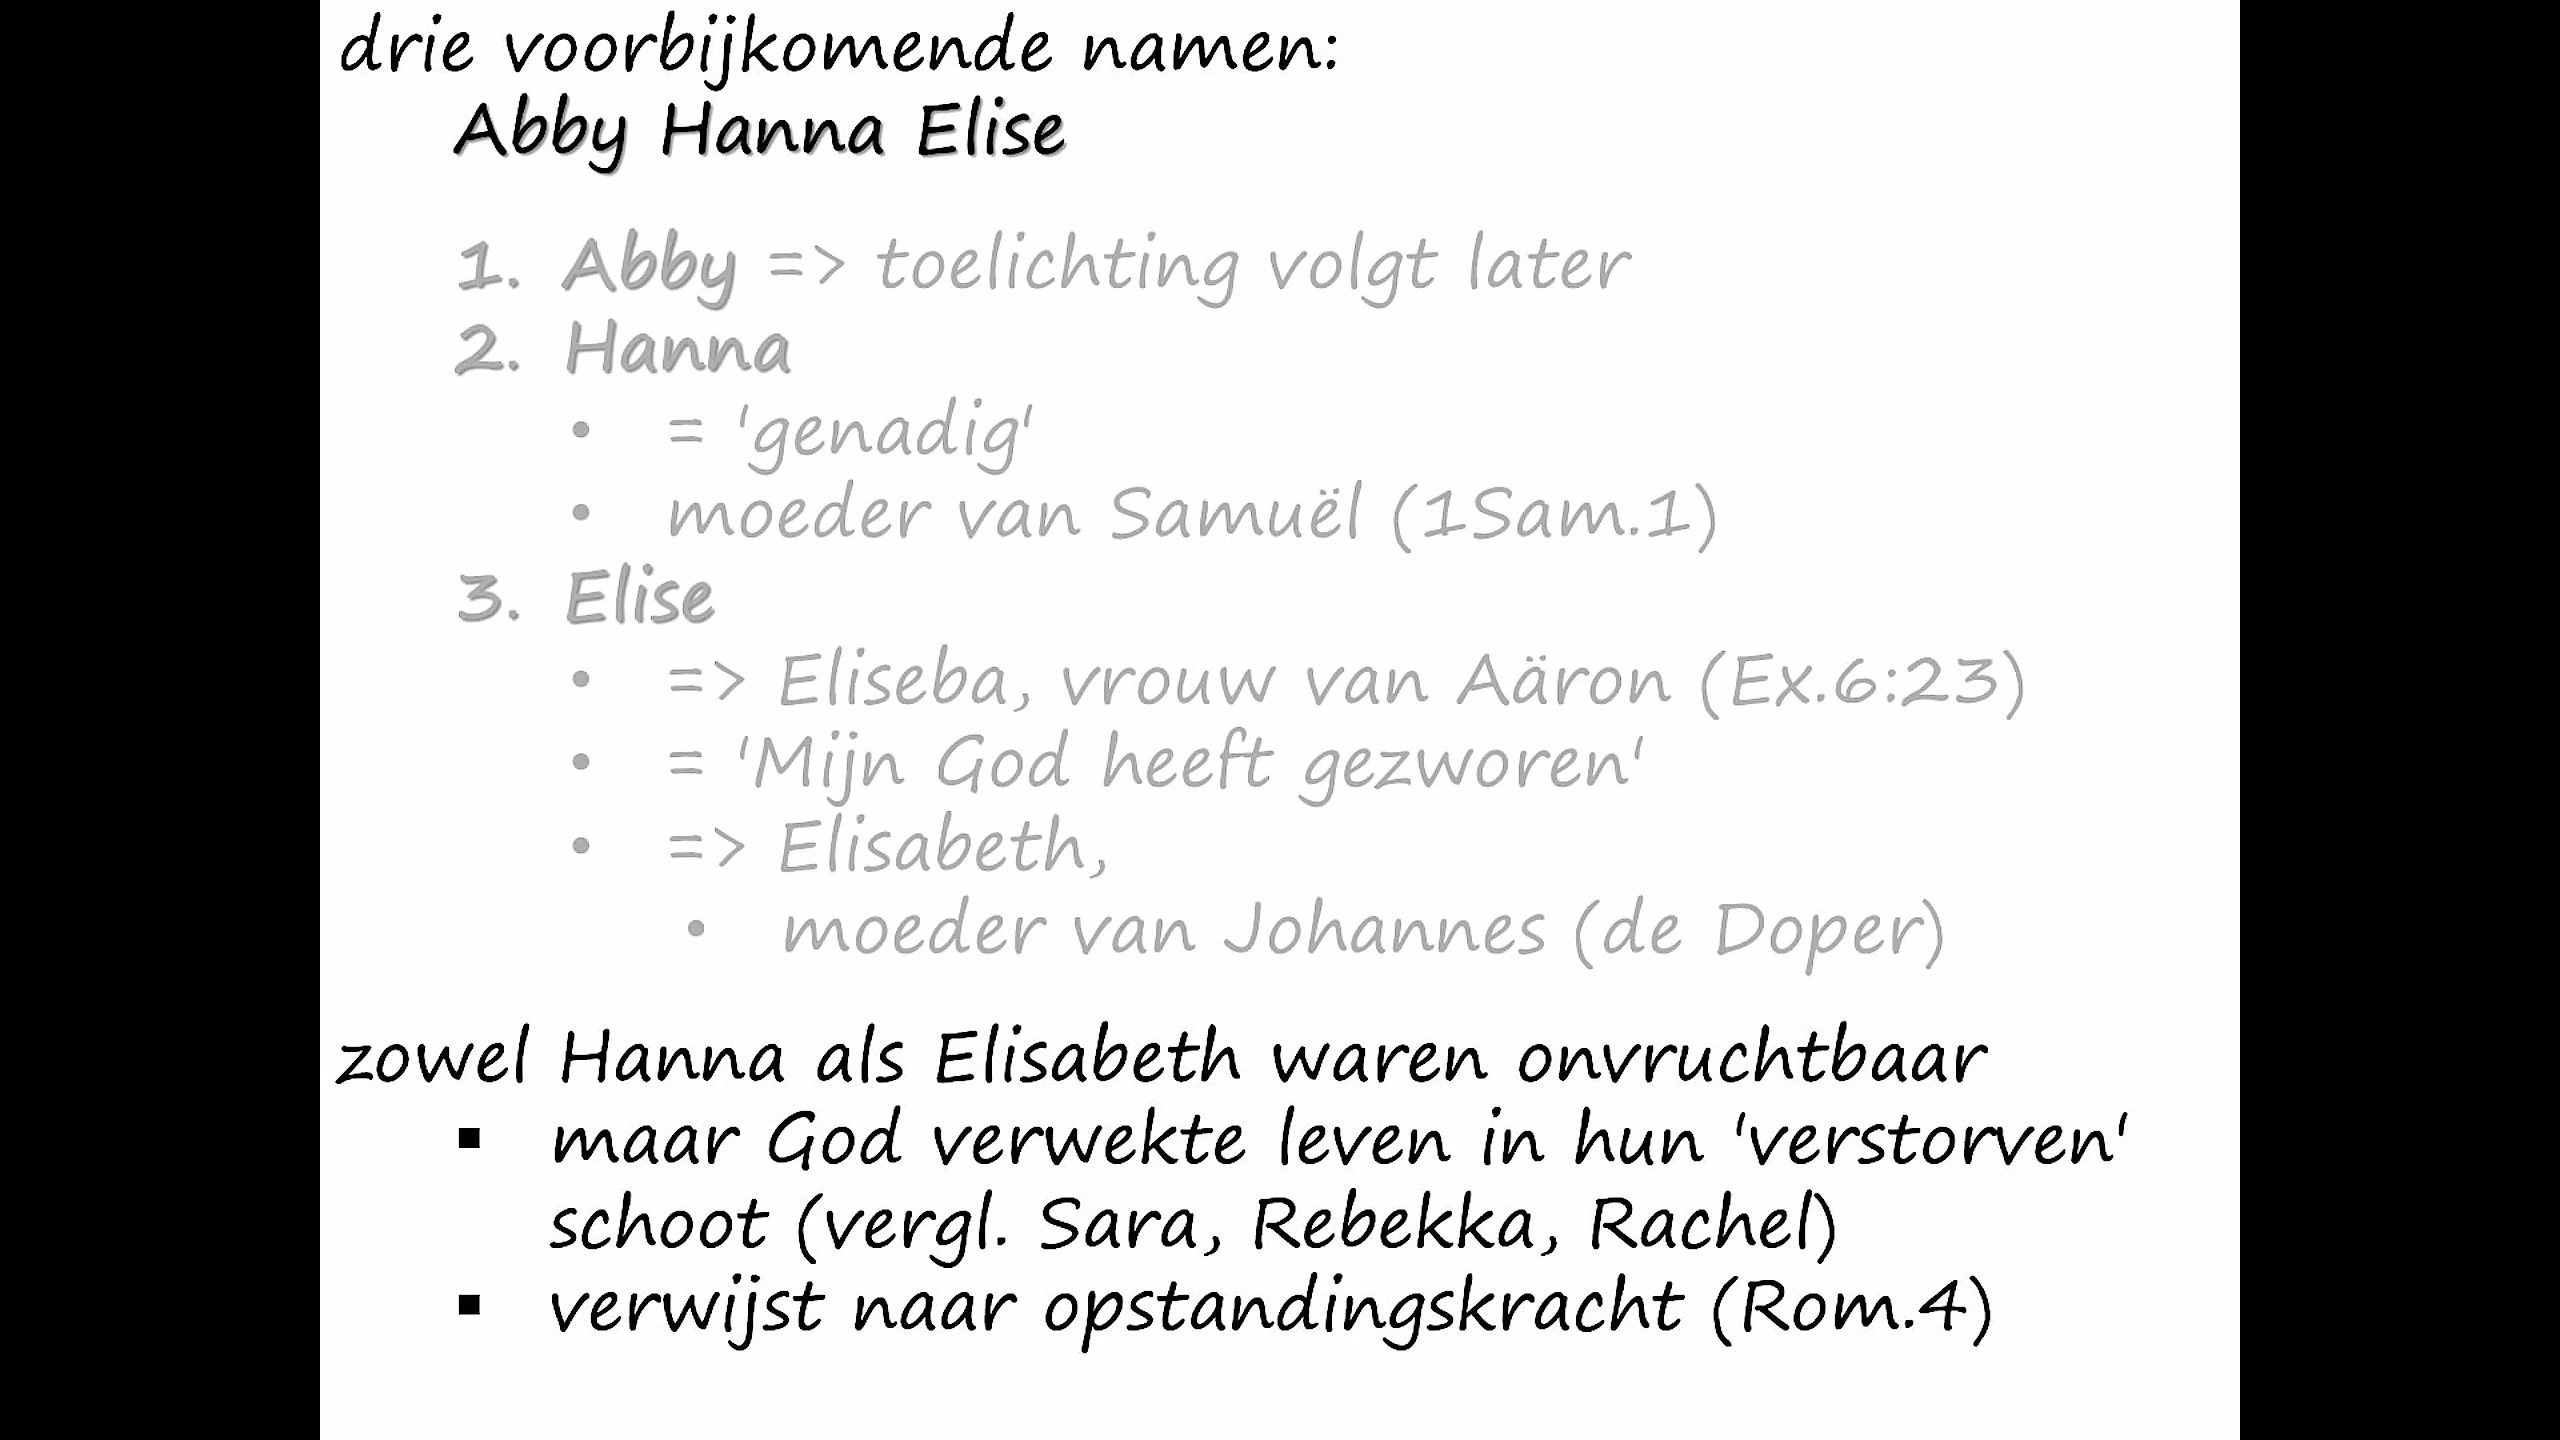 drie voorbijkomende namen:
Abby Hanna Elise
1. Abby => toelichting volgt later
2. Hanna
• = 'genadig'
• moeder van Samuël (1Sam.1)
3. Elise
• => Eliseba, vrouw van Aäron (Ex.6:23)
• = 'Mijn God heeft gezworen'
• => Elisabeth,
• moeder van Johannes (de Doper)
zowel Hanna als Elisabeth waren onvruchtbaar
▪ maar God verwekte leven in hun 'verstorven'
schoot (vergl. Sara, Rebekka, Rachel)
▪ verwijst naar opstandingskracht (Rom.4)